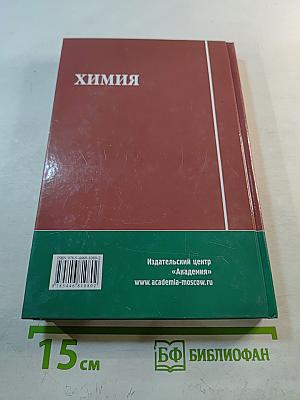 ХИМИЯ
Издательский центр
«Академия»
www.academia-moscow.ru
15 см
БФ БИБЛИОФАН